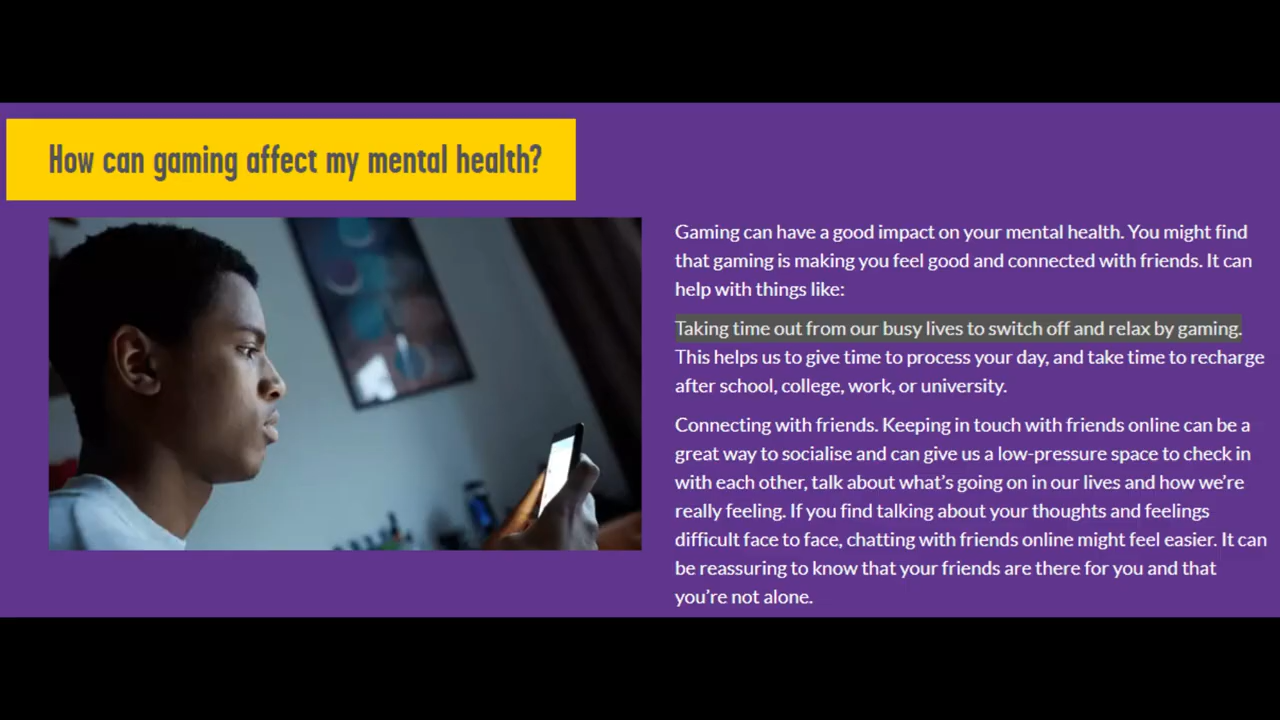 How can gaming affect my mental health?
Gaming can have a good impact on your mental health. You might find
that gaming is making you feel good and connected with friends. It can
help with things like:
Taking time out from our busy lives to switch off and relax by gaming.
This helps us to give time to process your day, and take time to recharge
after school, college, work, or university.
Connecting with friends. Keeping in touch with friends online can be a
great way to socialise and can give us a low-pressure space to check in
with each other, talk about what’s going on in our lives and how we’re
really feeling. If you find talking about your thoughts and feelings
difficult face to face, chatting with friends online might feel easier. It can
be reassuring to know that your friends are there for you and that
you’re not alone.